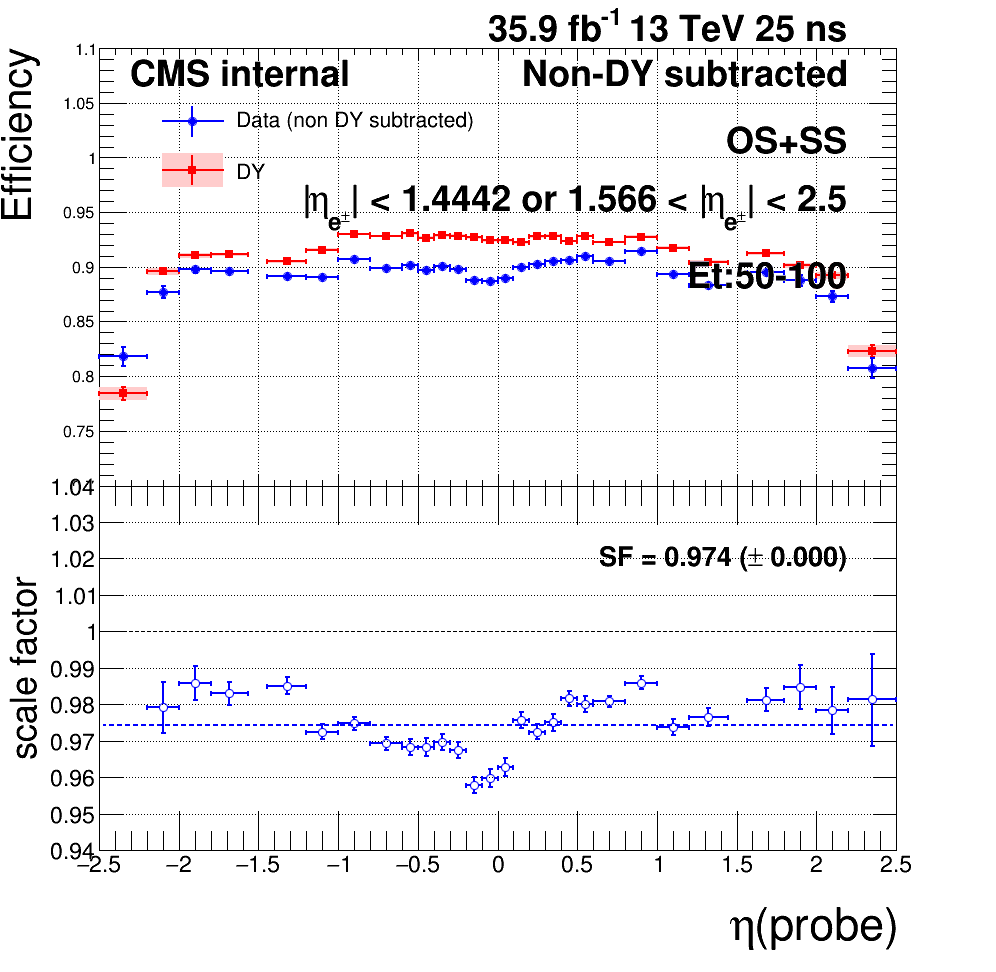 35.9 fb-1 13 TeV 25 ns
CMS internal
Non-DY subtracted
Data (non DY subtracted)
OS+SS
DY
|ηe±| < 1.4442 or 1.566 < |ηe±| < 2.5
Et:50-100
Efficiency
1.1
1.05
1
0.95
0.9
0.85
0.8
0.75
1.04
1.03
1.02
1.01
1
0.99
0.98
0.97
0.96
0.95
0.94
scale factor
SF = 0.974 (± 0.000)
−2.5 −2 −1.5 −1 −0.5 0 0.5 1 1.5 2 2.5
η(probe)